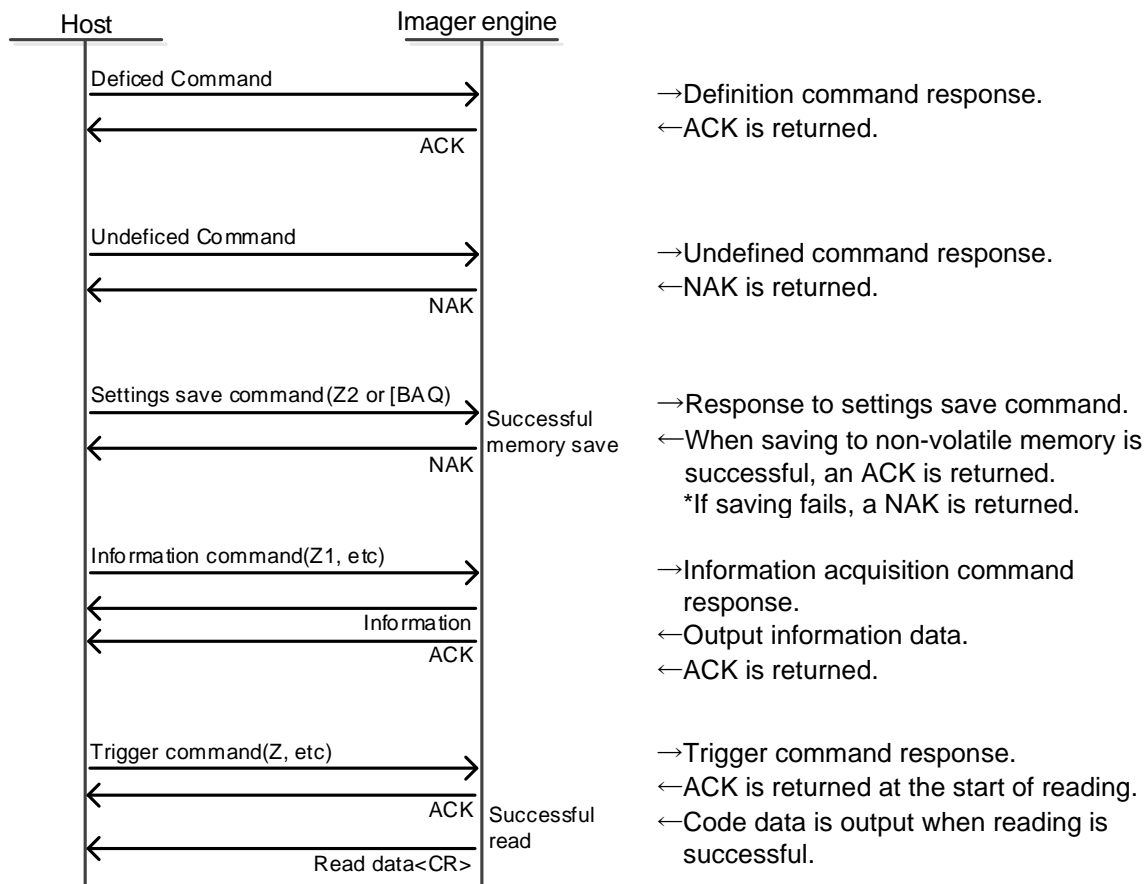 Host
Imager engine
Deficed Command
→Definition command response.
ACK
←ACK is returned.
Undeficed Command
→Undefined command response.
NAK
←NAK is returned.
Settings save command(Z2 or [BAQ)
Successful
memory save
→Response to settings save command.
NAK
←When saving to non-volatile memory is
successful, an ACK is returned.
*If saving fails, a NAK is returned.
Information command(Z1, etc)
→Information acquisition command
response.
Information
←Output information data.
ACK
←ACK is returned.
Trigger command(Z, etc)
→Trigger command response.
ACK
←ACK is returned at the start of reading.
Successful
read
←Code data is output when reading is
successful.
Read data<CR>